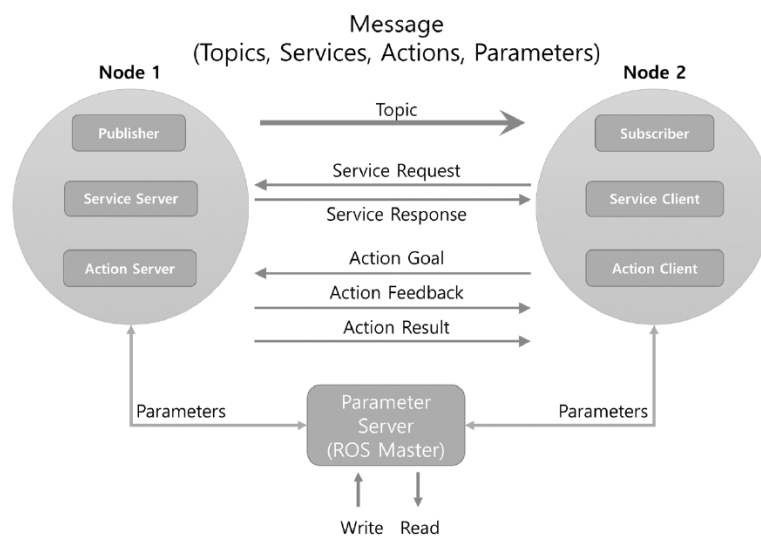 Message
(Topics, Services, Actions, Parameters)
Node 1
Node 2
Topic
Publisher
Subscriber
Service Request
Service Server
Service Client
Service Response
Action Goal
Action Server
Action Client
Action Feedback
Action Result
Parameters
Parameter
Server
(ROS Master)
Parameters
Write
Read